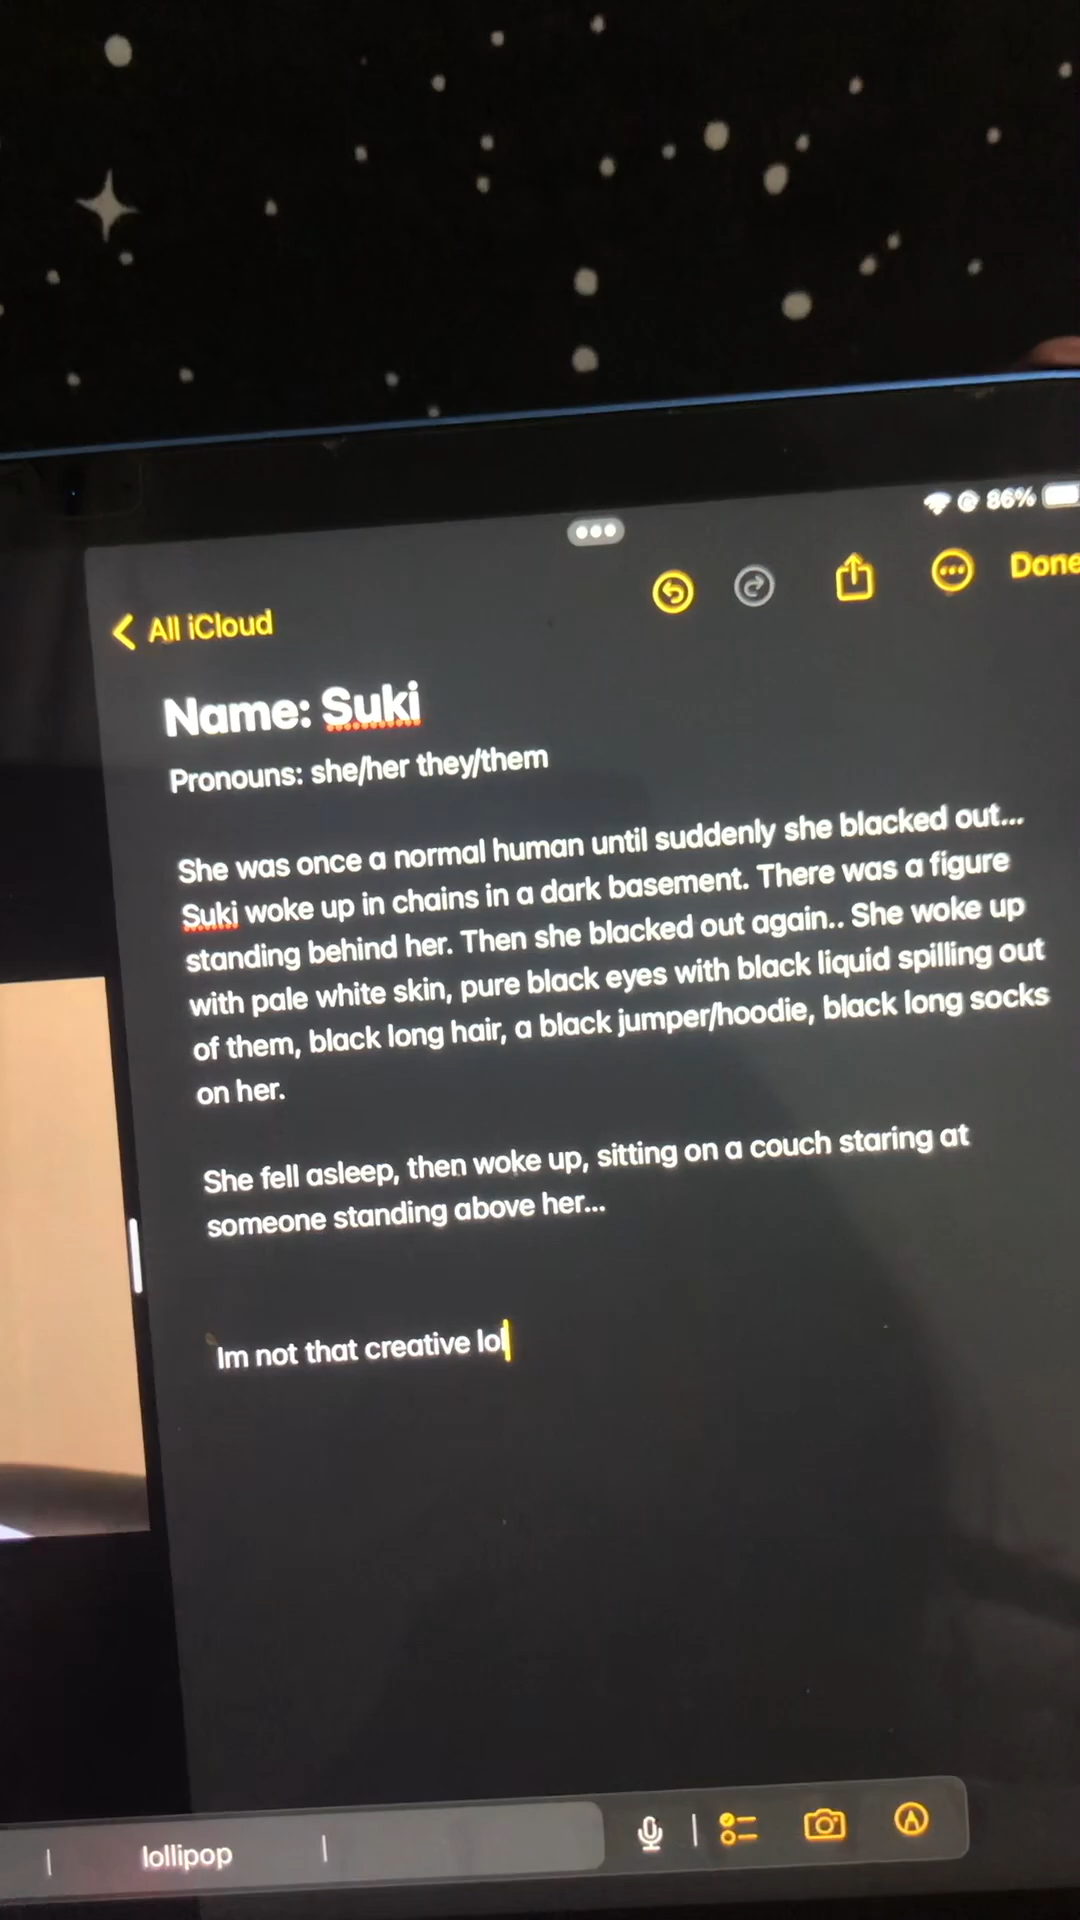 86%
Done
All iCloud
Name: Suki
Pronouns: she/her they/them
She was once a normal human until suddenly she blacked out...
Suki woke up in chains in a dark basement. There was a figure
standing behind her. Then she blacked out again.. She woke up
with pale white skin, pure black eyes with black liquid spilling out
of them, black long hair, a black jumper/hoodie, black long socks
on her.
She fell asleep, then woke up, sitting on a couch staring at
someone standing above her...
Im not that creative lol
lollipop